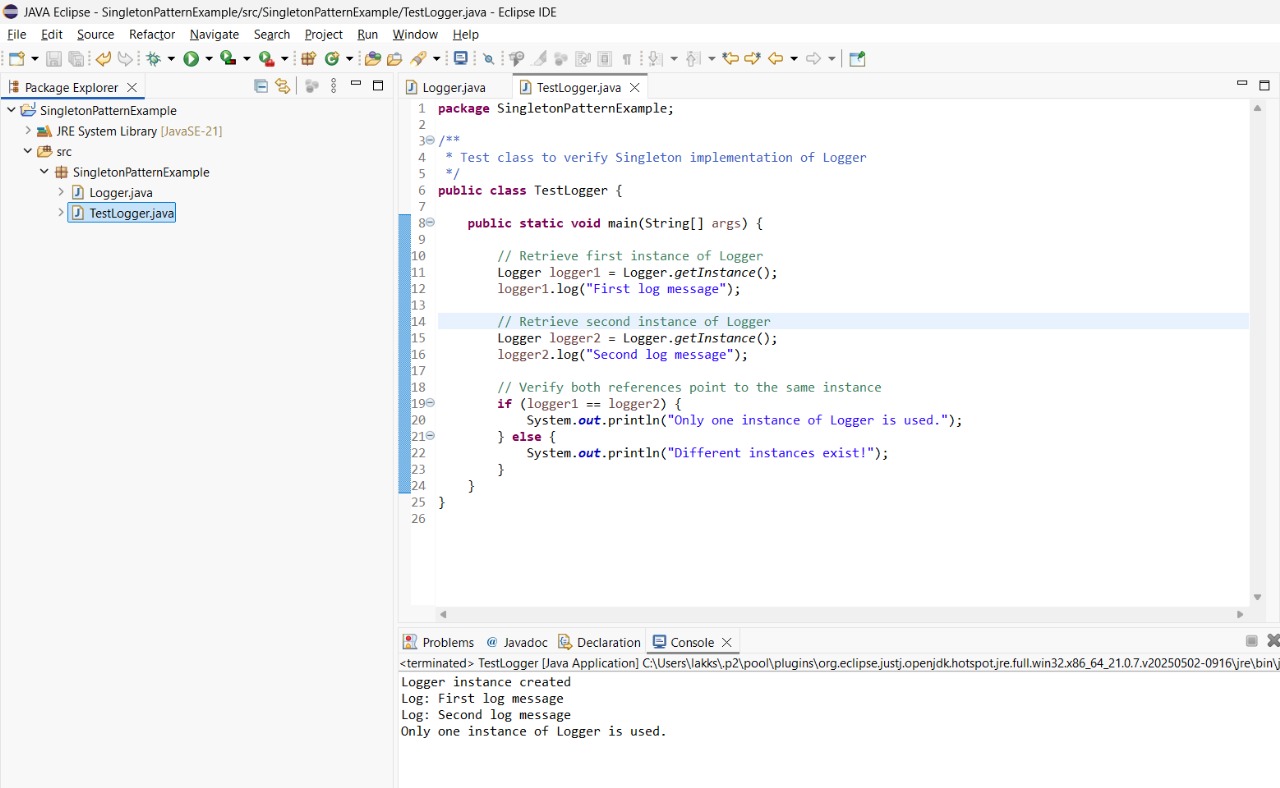 JAVA Eclipse - SingletonPatternExample/src/SingletonPatternExample/TestLogger.java - Eclipse IDE
File Edit Source Refactor Navigate Search Project Run Window Help
Package Explorer
SingletonPatternExample
JRE System Library [JavaSE-21]
src
SingletonPatternExample
Logger.java
TestLogger.java
Logger.java TestLogger.java
1 package SingletonPatternExample;
2
3 /**
4  * Test class to verify Singleton implementation of Logger
5  */
6 public class TestLogger {
7
8     public static void main(String[] args) {
9
10         // Retrieve first instance of Logger
11         Logger logger1 = Logger.getInstance();
12         logger1.log("First log message");
13
14         // Retrieve second instance of Logger
15         Logger logger2 = Logger.getInstance();
16         logger2.log("Second log message");
17
18         // Verify both references point to the same instance
19         if (logger1 == logger2) {
20             System.out.println("Only one instance of Logger is used.");
21         } else {
22             System.out.println("Different instances exist!");
23         }
24     }
25 }
26
Problems @ Javadoc Declaration Console
<terminated> TestLogger [Java Application] C:\Users\lakks\.p2\pool\plugins\org.eclipse.justj.openjdk.hotspot.jre.full.win32.x86_64_21.0.7.v20250502-0916\jre\bin\j
Logger instance created
Log: First log message
Log: Second log message
Only one instance of Logger is used.